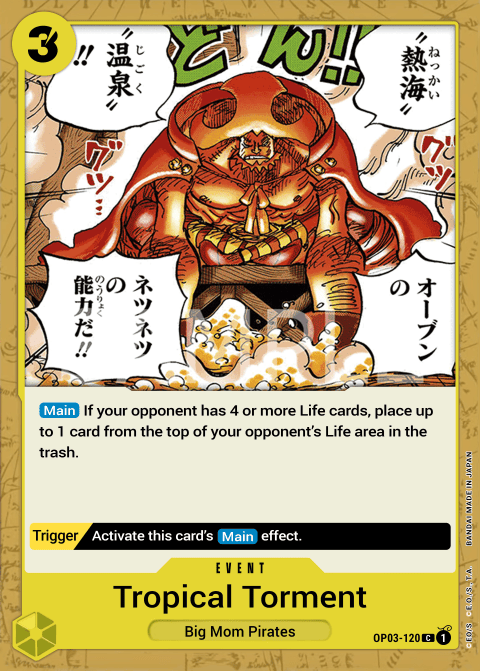 3
“熱海
ねっかい
温泉”
じごく
!!
どん!!
グツ…
グツ…
オーブン
の
ネツネツ
の
能力だ!!
のうりょく
Main If your opponent has 4 or more Life cards, place up
to 1 card from the top of your opponent’s Life area in the
trash.
Trigger Activate this card’s Main effect.
EVENT
Tropical Torment
Big Mom Pirates
OP03-120 C 1
BANDAI MADE IN JAPAN